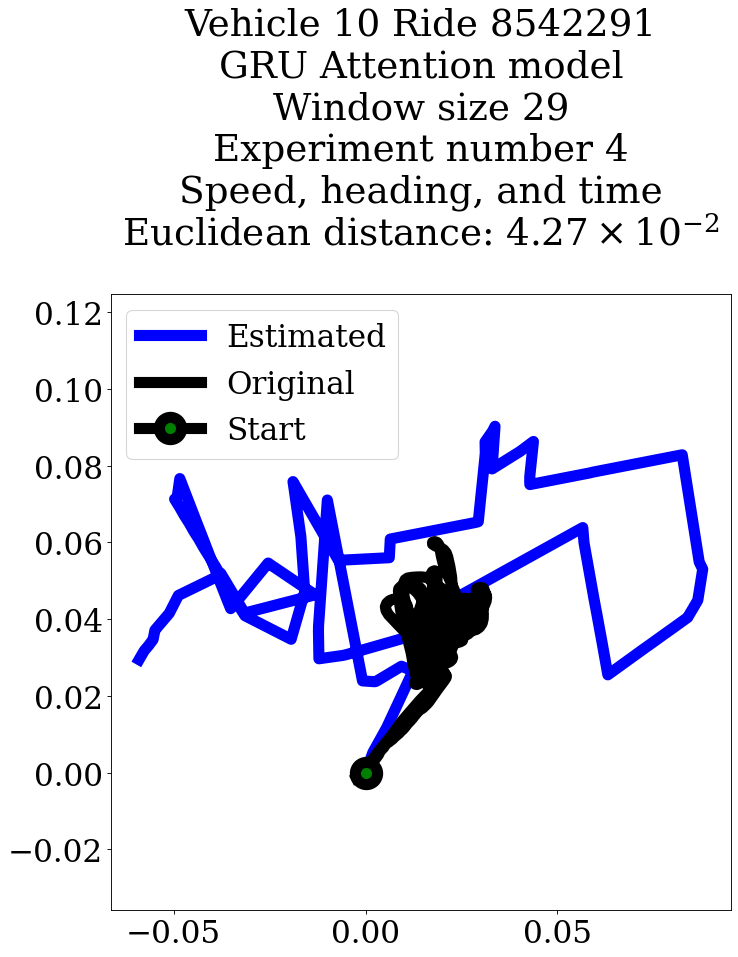 Vehicle 10 Ride 8542291
GRU Attention model
Window size 29
Experiment number 4
Speed, heading, and time
Euclidean distance: 4.27 × 10⁻²
Estimated
Original
Start
0.12
0.10
0.08
0.06
0.04
0.02
0.00
−0.02
−0.05
0.00
0.05